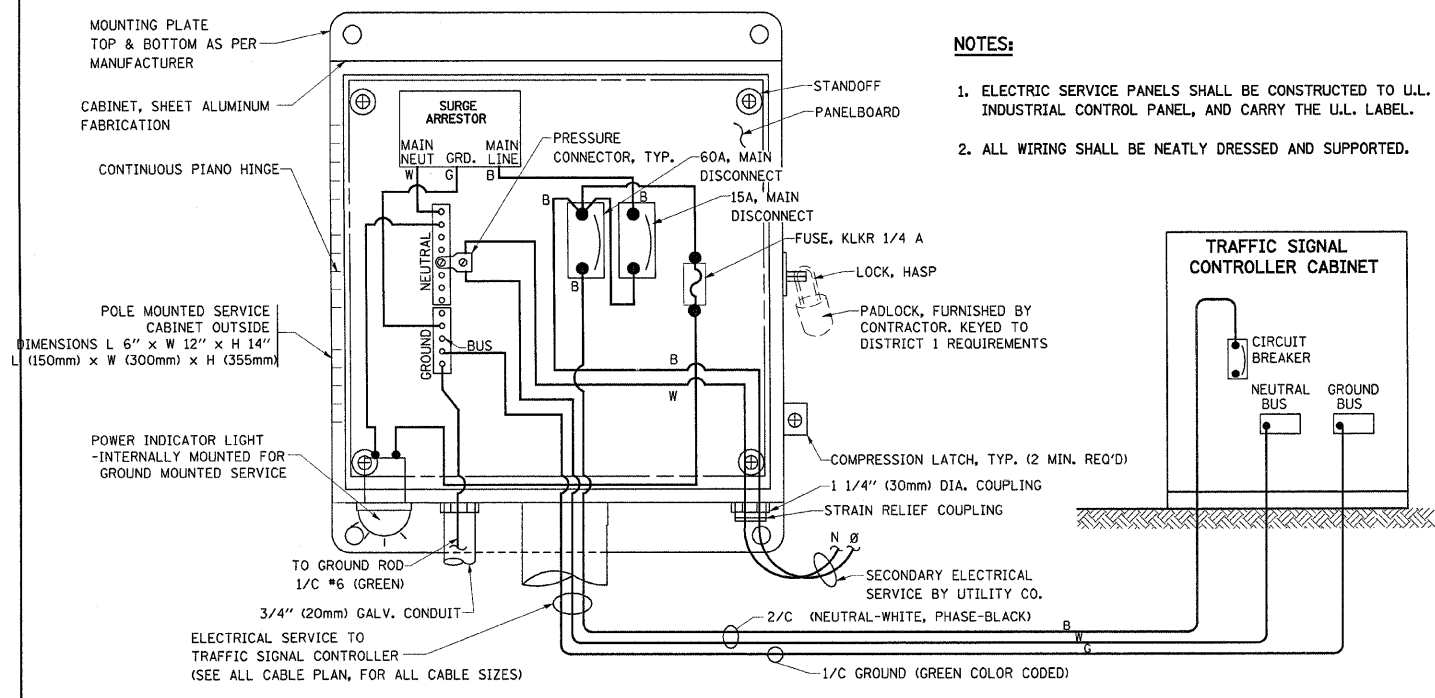 MOUNTING PLATE
TOP & BOTTOM AS PER
MANUFACTURER
CABINET, SHEET ALUMINUM
FABRICATION
CONTINUOUS PIANO HINGE
POLE MOUNTED SERVICE
CABINET OUTSIDE
DIMENSIONS L 6" x W 12" x H 14"
L (150mm) x W (300mm) x H (355mm)
POWER INDICATOR LIGHT
-INTERNALLY MOUNTED FOR
GROUND MOUNTED SERVICE
SURGE
ARRESTOR
MAIN
NEUT
GRD.
MAIN
LINE
W
G
B
PRESSURE
CONNECTOR, TYP.
60A, MAIN
DISCONNECT
15A, MAIN
DISCONNECT
B
B
B
NEUTRAL
GROUND
BUS
B
W
STANDOFF
PANELBOARD
FUSE, KLKR 1/4 A
LOCK, HASP
PADLOCK, FURNISHED BY
CONTRACTOR. KEYED TO
DISTRICT 1 REQUIREMENTS
COMPRESSION LATCH, TYP. (2 MIN. REQ'D)
1 1/4" (30mm) DIA. COUPLING
STRAIN RELIEF COUPLING
N Ø
SECONDARY ELECTRICAL
SERVICE BY UTILITY CO.
TO GROUND ROD
1/C #6 (GREEN)
3/4" (20mm) GALV. CONDUIT
ELECTRICAL SERVICE TO
TRAFFIC SIGNAL CONTROLLER
(SEE ALL CABLE PLAN, FOR ALL CABLE SIZES)
2/C (NEUTRAL-WHITE, PHASE-BLACK)
B
W
G
1/C GROUND (GREEN COLOR CODED)
NOTES:
1. ELECTRIC SERVICE PANELS SHALL BE CONSTRUCTED TO U.L.
INDUSTRIAL CONTROL PANEL, AND CARRY THE U.L. LABEL.
2. ALL WIRING SHALL BE NEATLY DRESSED AND SUPPORTED.
TRAFFIC SIGNAL
CONTROLLER CABINET
CIRCUIT
BREAKER
NEUTRAL
BUS
GROUND
BUS